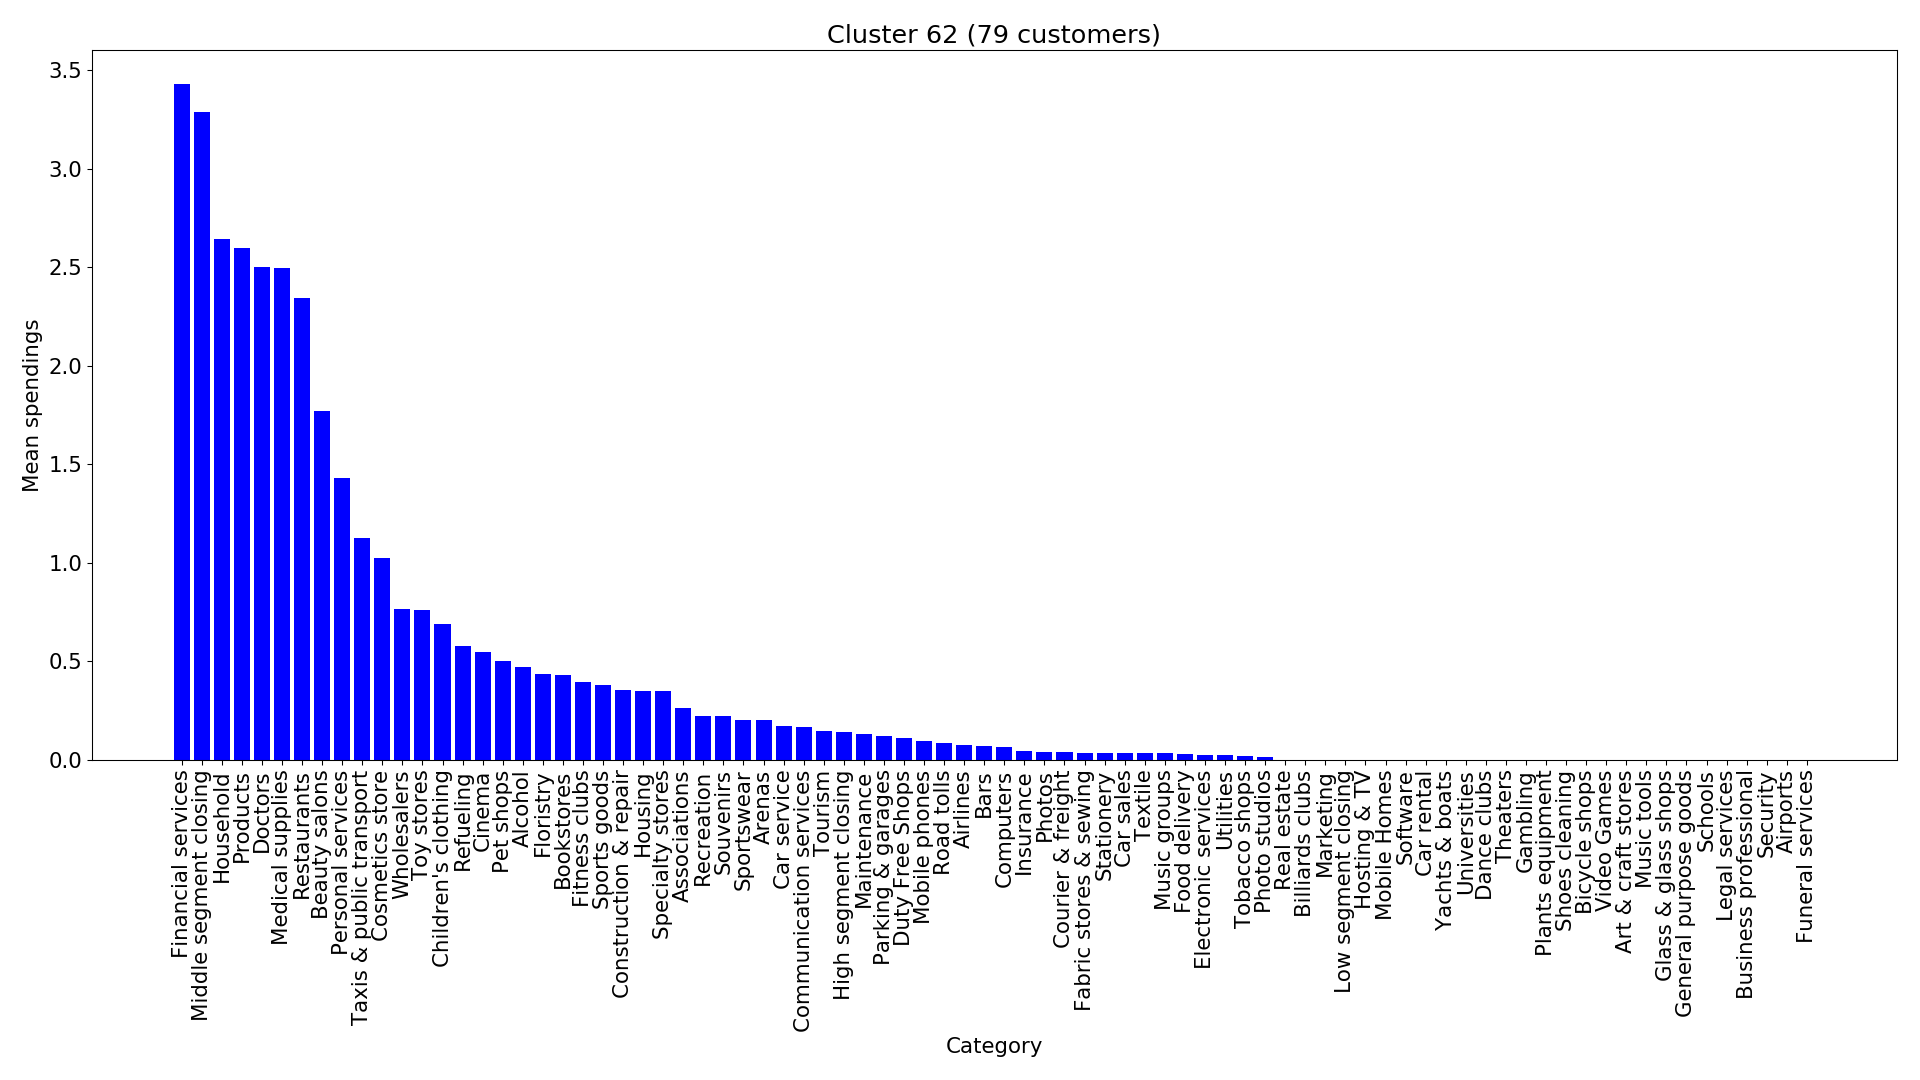 Cluster 62 (79 customers)
3.5
3.0
2.5
2.0
1.5
1.0
0.5
0.0
Mean spendings
Financial services
Middle segment closing
Household
Products
Doctors
Medical supplies
Restaurants
Beauty salons
Personal services
Taxis & public transport
Cosmetics store
Wholesalers
Toy stores
Children's clothing
Refueling
Cinema
Pet shops
Alcohol
Floristry
Bookstores
Fitness clubs
Sports goods
Construction & repair
Housing
Specialty stores
Associations
Recreation
Souvenirs
Sportswear
Arenas
Car service
Communication services
Tourism
High segment closing
Maintenance
Parking & garages
Duty Free Shops
Mobile phones
Road tolls
Airlines
Bars
Computers
Insurance
Photos
Courier & freight
Fabric stores & sewing
Stationery
Car sales
Textile
Music groups
Food delivery
Electronic services
Utilities
Tobacco shops
Photo studios
Real estate
Billiards clubs
Marketing
Low segment closing
Hosting & TV
Mobile Homes
Software
Car rental
Yachts & boats
Universities
Dance clubs
Theaters
Gambling
Plants equipment
Shoes cleaning
Bicycle shops
Video Games
Art & craft stores
Music tools
Glass & glass shops
General purpose goods
Schools
Legal services
Business professional
Security
Airports
Funeral services
Category